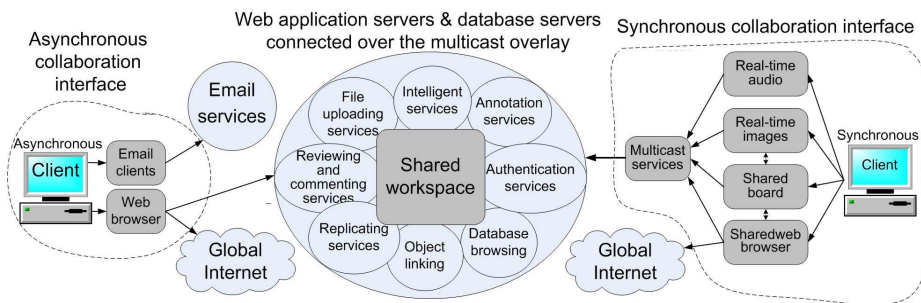 Asynchronous
collaboration
interface
Asynchronous
Client
Email
clients
Web
browser
Email
services
Global
Internet
Web application servers & database servers
connected over the multicast overlay
File
uploading
services
Intelligent
services
Annotation
services
Reviewing
and
commenting
services
Shared
workspace
Authentication
services
Replicating
services
Object
linking
Database
browsing
Synchronous collaboration interface
Multicast
services
Real-time
audio
Real-time
images
Shared
board
Sharedweb
browser
Synchronous
Client
Global
Internet